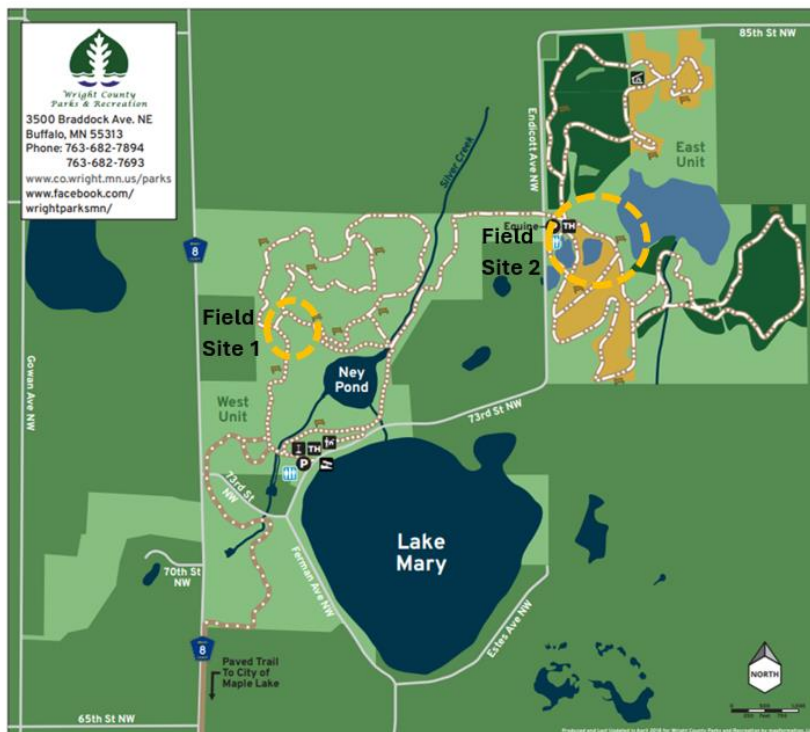 Wright County
Parks & Recreation
3500 Braddock Ave. NE
Buffalo, MN 55313
Phone: 763-682-7894
763-682-7693
www.co.wright.mn.us/parks
www.facebook.com/
wrightparksmn/
85th St NW
8
Silver Creek
Endicott Ave NW
East
Unit
Equine
TH
Field
Site 2
Field
Site 1
Gowan Ave NW
Ney
Pond
West
Unit
73rd St NW
TH
P
73rd St
NW
Lake
Mary
70th St
NW
Ferman Ave NW
Estes Ave NW
8
Paved Trail
To City of
Maple Lake
65th St NW
NORTH